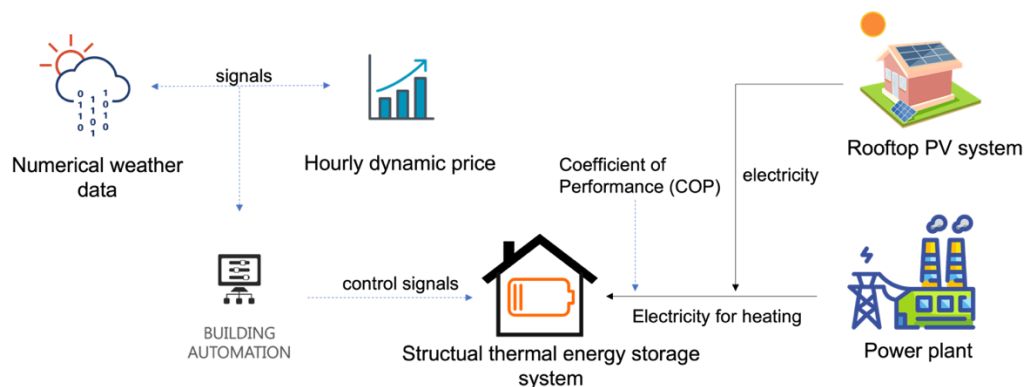 signals
Numerical weather
data
Hourly dynamic price
Rooftop PV system
Coefficient of
Performance (COP)
electricity
control signals
BUILDING
AUTOMATION
Electricity for heating
Structual thermal energy storage
system
Power plant